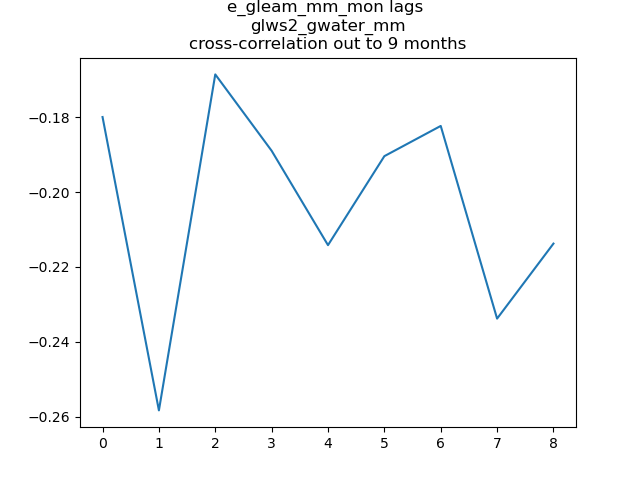 e_gleam_mm_mon lags
glws2_gwater_mm
cross-correlation out to 9 months
−0.18
−0.20
−0.22
−0.24
−0.26
0 1 2 3 4 5 6 7 8